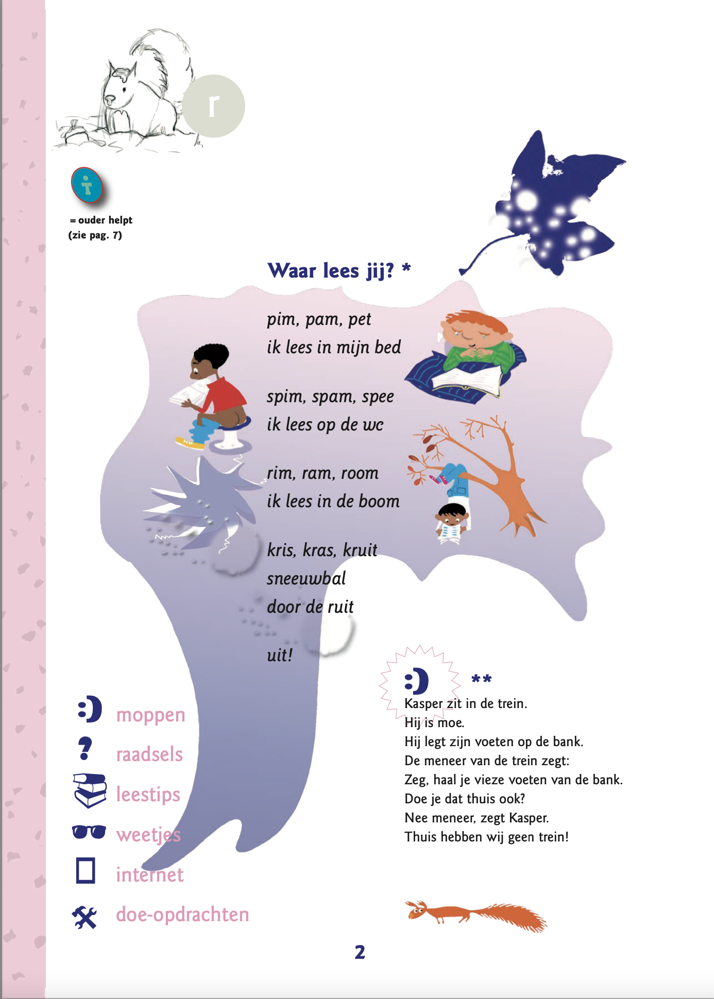 r
i
= ouder helpt
(zie pag. 7)
Waar lees jij? *
pim, pam, pet
ik lees in mijn bed
spim, spam, spee
ik lees op de wc
rim, ram, room
ik lees in de boom
kris, kras, kruit
sneeuwbal
door de ruit
uit!
:) **
Kasper zit in de trein.
Hij is moe.
Hij legt zijn voeten op de bank.
De meneer van de trein zegt:
Zeg, haal je vieze voeten van de bank.
Doe je dat thuis ook?
Nee meneer, zegt Kasper.
Thuis hebben wij geen trein!
:) moppen
? raadsels
leestips
weetjes
internet
doe-opdrachten
2